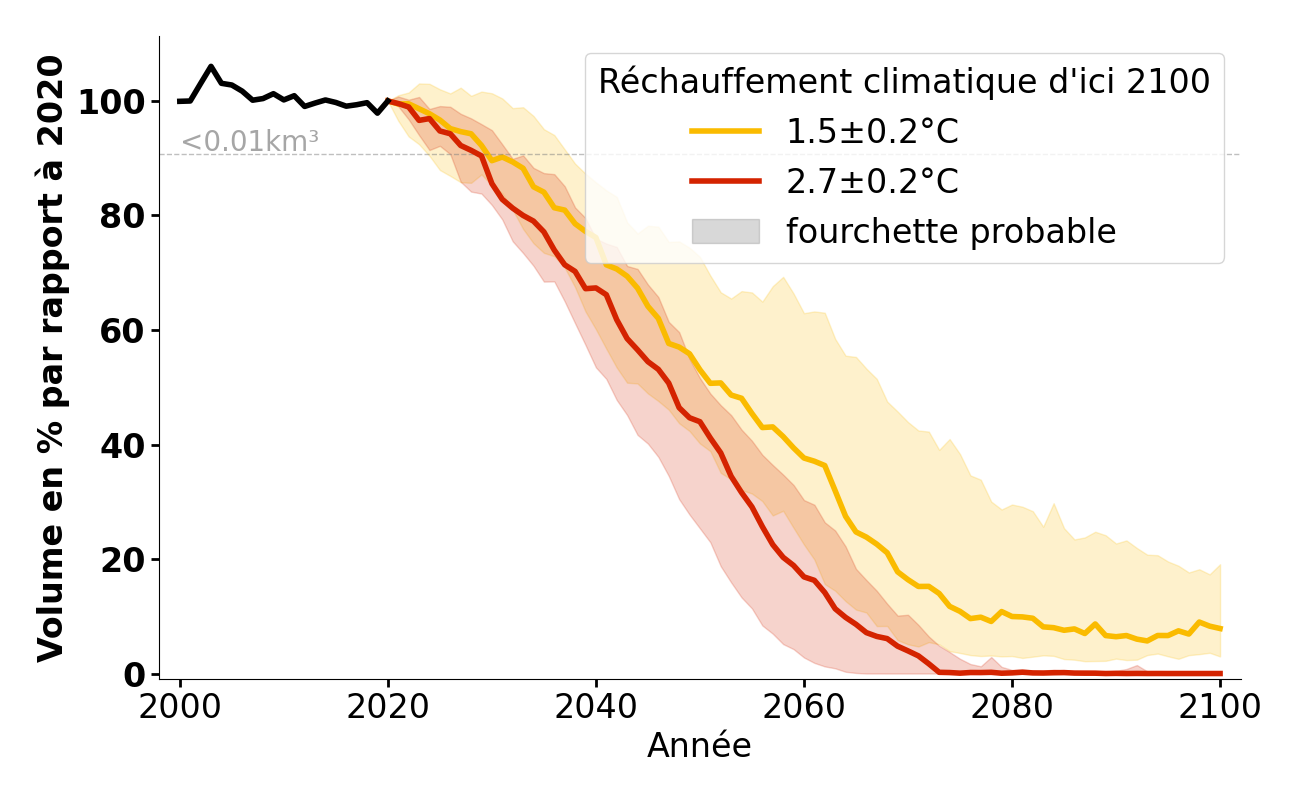 Volume en % par rapport à 2020
100
80
60
40
20
0
<0.01km³
Réchauffement climatique d'ici 2100
1.5±0.2°C
2.7±0.2°C
fourchette probable
2000 2020 2040 2060 2080 2100
Année